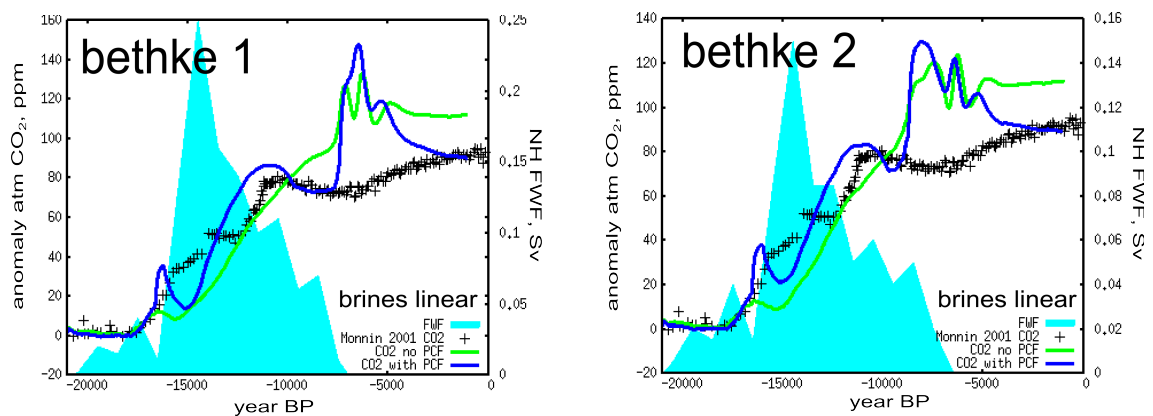 bethke 1
anomaly atm CO2, ppm
160
140
120
100
80
60
40
20
0
-20
0.25
0.2
0.15
0.1
0.05
0
NH FWF, Sv
brines linear
FWF
Monnin 2001 CO2
CO2 no PCF
CO2 with PCF
-20000
-15000
-10000
-5000
0
year BP
bethke 2
anomaly atm CO2, ppm
140
120
100
80
60
40
20
0
-20
0.16
0.14
0.12
0.1
0.08
0.06
0.04
0.02
0
NH FWF, Sv
brines linear
FWF
Monnin 2001 CO2
CO2 no PCF
CO2 with PCF
-20000
-15000
-10000
-5000
0
year BP